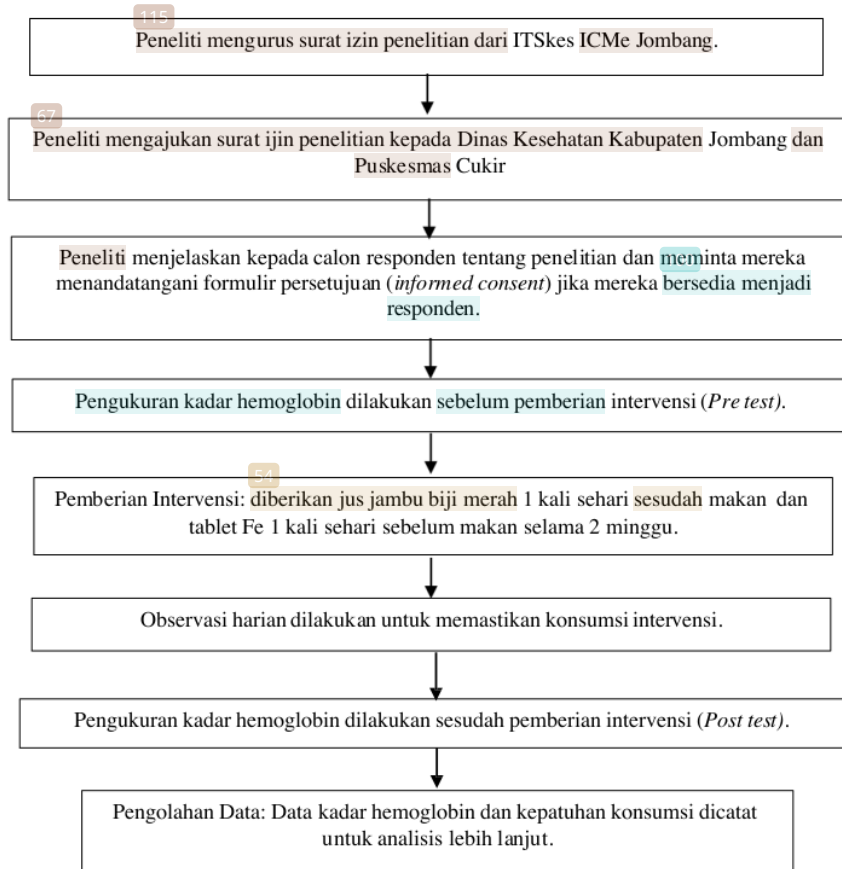 115
Peneliti mengurus surat izin penelitian dari ITSkes ICMe Jombang.
67
Peneliti mengajukan surat ijin penelitian kepada Dinas Kesehatan Kabupaten Jombang dan
Puskesmas Cukir
Peneliti menjelaskan kepada calon responden tentang penelitian dan meminta mereka
menandatangani formulir persetujuan (informed consent) jika mereka bersedia menjadi
responden.
Pengukuran kadar hemoglobin dilakukan sebelum pemberian intervensi (Pre test).
54
Pemberian Intervensi: diberikan jus jambu biji merah 1 kali sehari sesudah makan dan
tablet Fe 1 kali sehari sebelum makan selama 2 minggu.
Observasi harian dilakukan untuk memastikan konsumsi intervensi.
Pengukuran kadar hemoglobin dilakukan sesudah pemberian intervensi (Post test).
Pengolahan Data: Data kadar hemoglobin dan kepatuhan konsumsi dicatat
untuk analisis lebih lanjut.